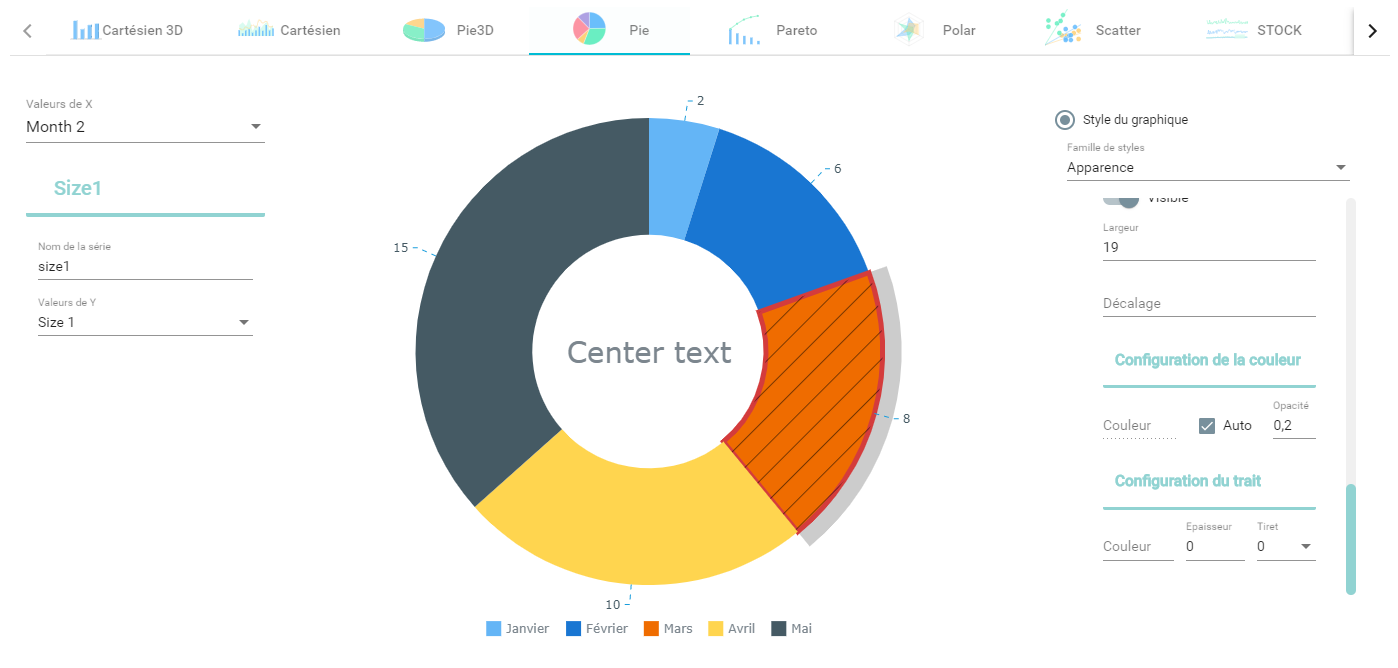 Cartésien 3D
Cartésien
Pie3D
Pie
Pareto
Polar
Scatter
STOCK
Valeurs de X
Month 2
Size1
Nom de la série
size1
Valeurs de Y
Size 1
2
6
15
Center text
8
10
Janvier
Février
Mars
Avril
Mai
Style du graphique
Famille de styles
Apparence
Visible
Largeur
19
Décalage
Configuration de la couleur
Opacité
Couleur
Auto
0,2
Configuration du trait
Epaisseur
Tiret
Couleur
0
0